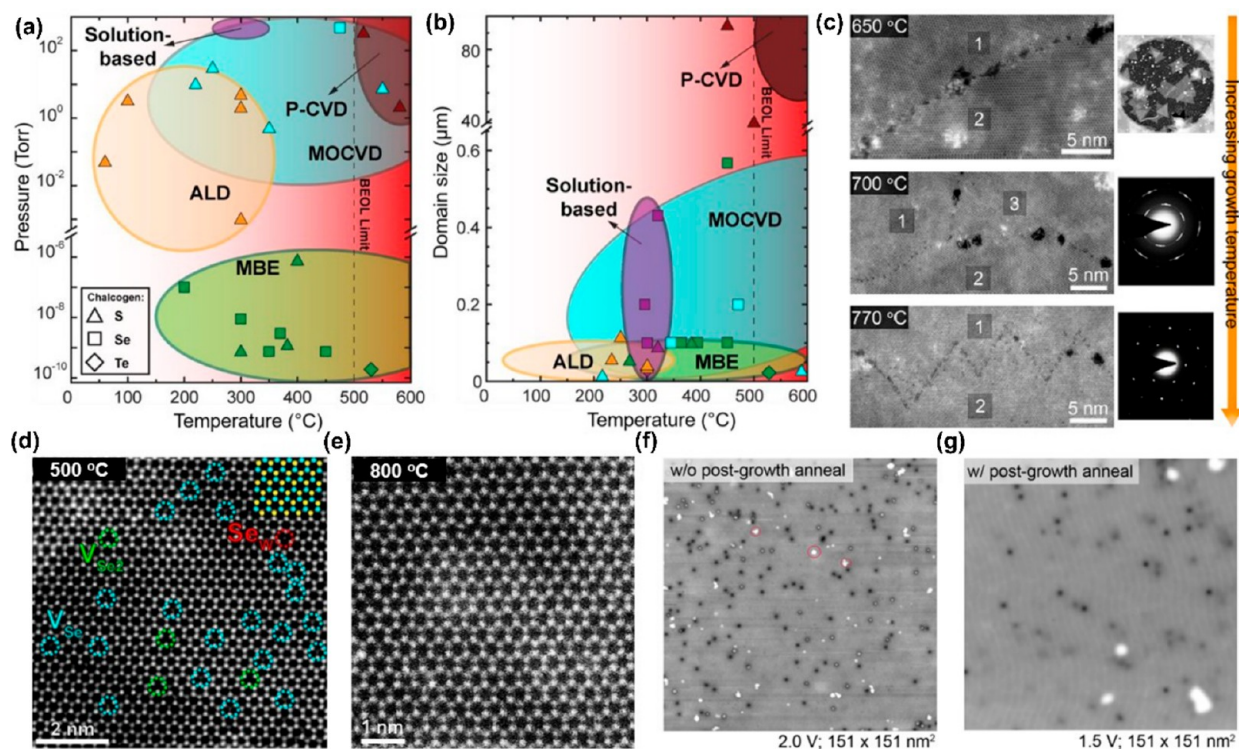 (a)
Solution-
based
P-CVD
MOCVD
ALD
MBE
BEOL Limit
Chalcogen:
S
Se
Te
Pressure (Torr)
10²
10⁰
10⁻²
10⁻⁶
10⁻⁸
10⁻¹⁰
0 100 200 300 400 500 600
Temperature (°C)
(b)
P-CVD
BEOL Limit
Solution-
based
MOCVD
ALD
MBE
Domain size (μm)
80
40
0.6
0.4
0.2
0
0 100 200 300 400 500 600
Temperature (°C)
(c)
650 °C
1
2
5 nm
700 °C
1
3
2
5 nm
770 °C
1
2
5 nm
Increasing growth temperature
(d)
500 °C
V_Se2
Se_W
V_Se
2 nm
(e)
800 °C
1 nm
(f)
w/o post-growth anneal
2.0 V; 151 x 151 nm²
(g)
w/ post-growth anneal
1.5 V; 151 x 151 nm²